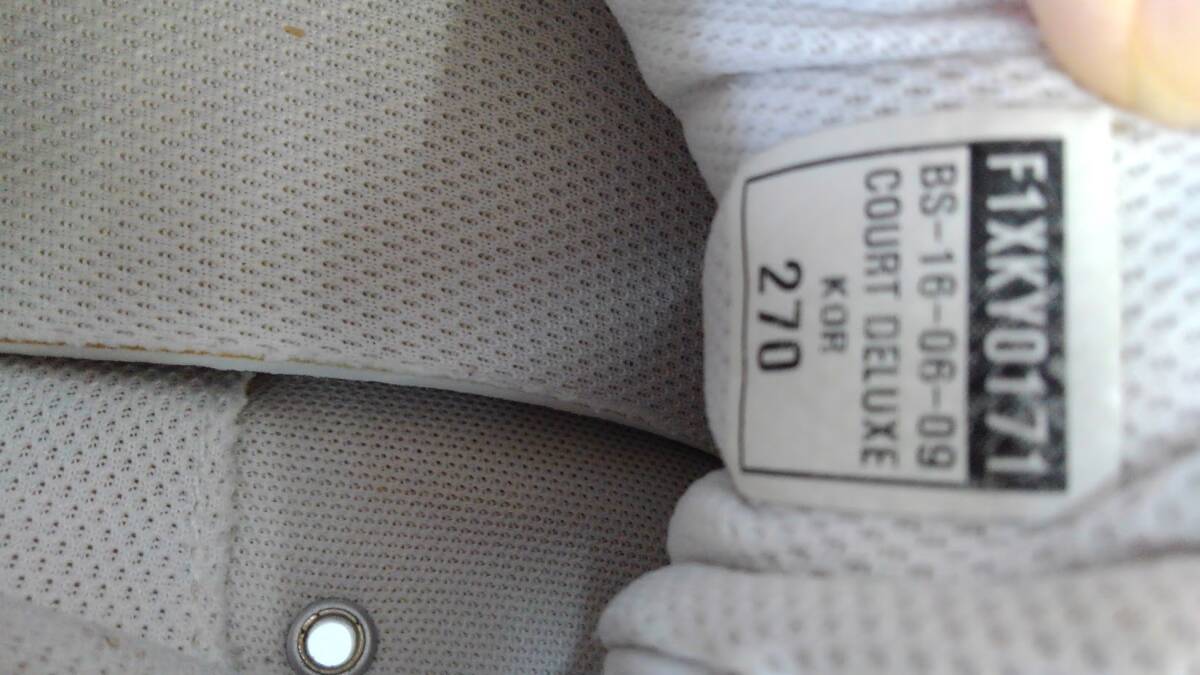 F1XKY0171
BS-16-06-09
COURT DELUXE
KOR
270